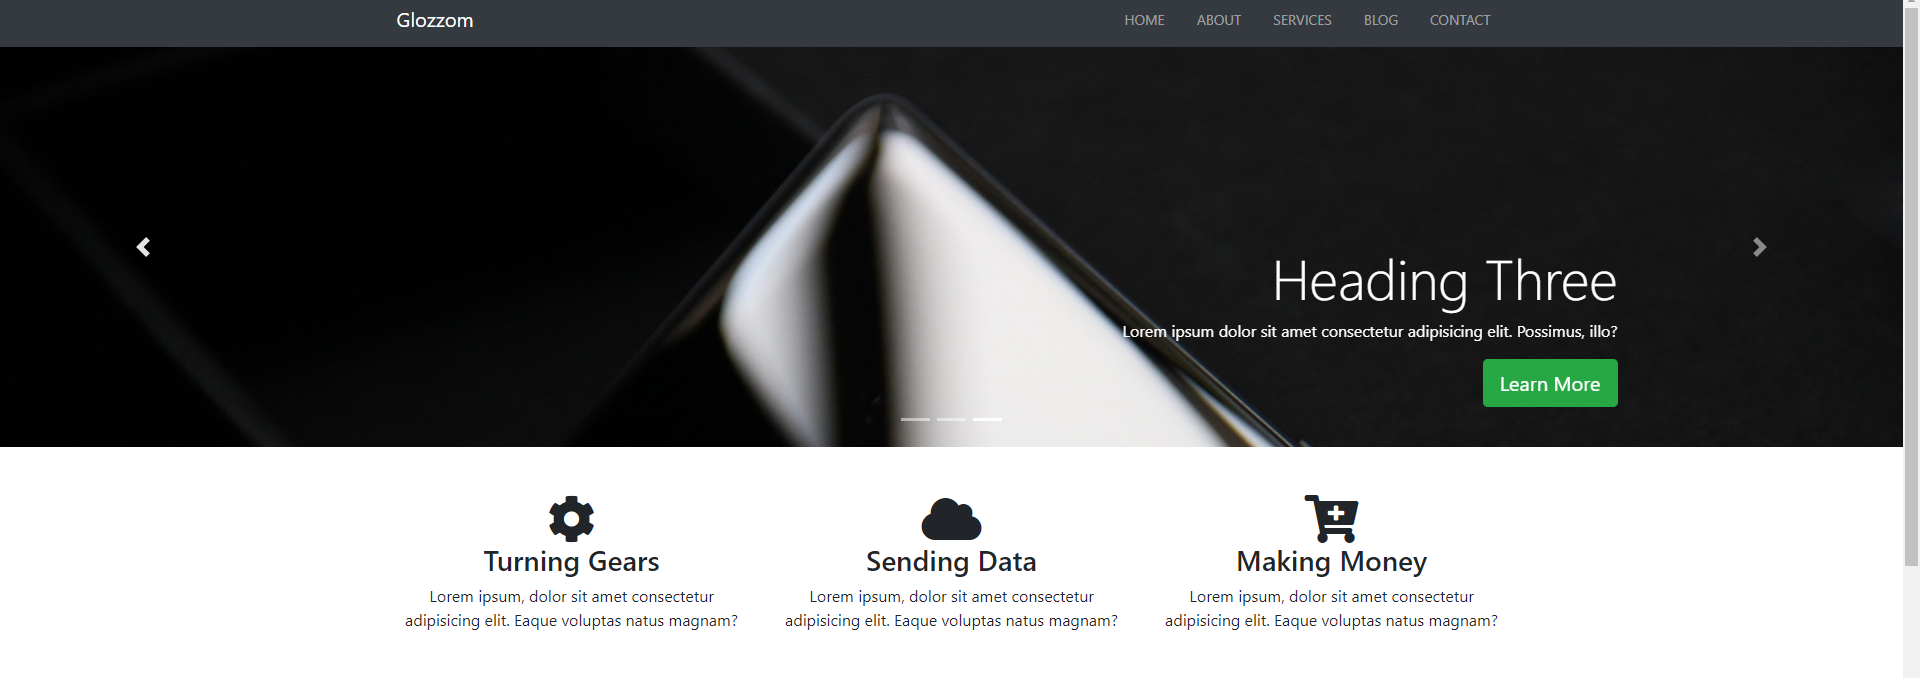 Glozzom
HOME ABOUT SERVICES BLOG CONTACT
Heading Three
Lorem ipsum dolor sit amet consectetur adipisicing elit. Possimus, illo?
Learn More
Turning Gears
Lorem ipsum, dolor sit amet consectetur
adipisicing elit. Eaque voluptas natus magnam?
Sending Data
Lorem ipsum, dolor sit amet consectetur
adipisicing elit. Eaque voluptas natus magnam?
Making Money
Lorem ipsum, dolor sit amet consectetur
adipisicing elit. Eaque voluptas natus magnam?